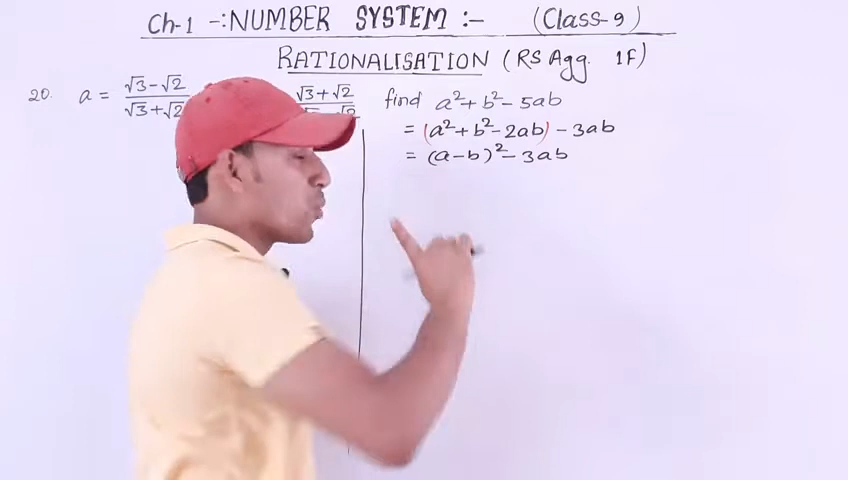 Ch-1 -: NUMBER SYSTEM :- (Class-9)
RATIONALISATION (RS Agg. 1F)
20. a = √3-√2 / √3+√2 √3+√2 find a²+b²-5ab
= (a²+b²-2ab) - 3ab
= (a-b)² - 3ab